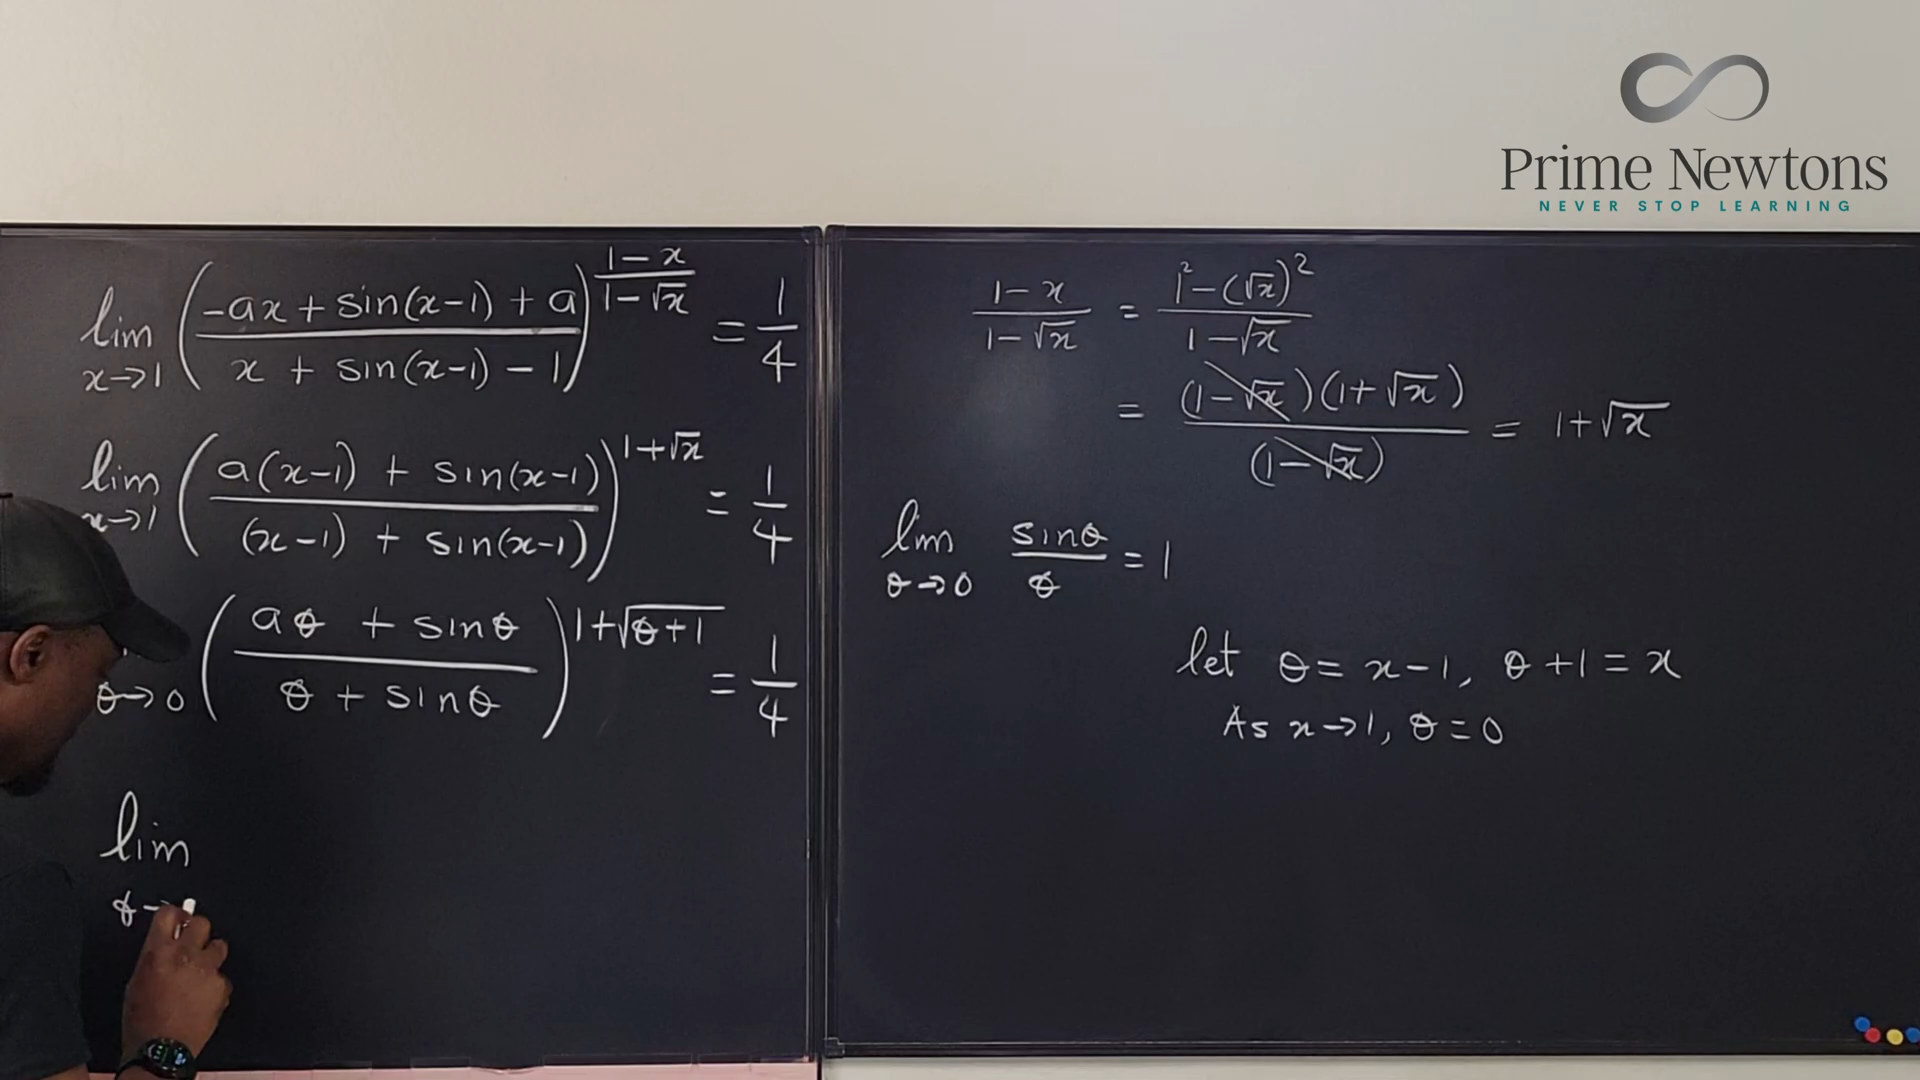 Prime Newtons
NEVER STOP LEARNING
lim x→1 ((-ax + sin(x-1) + a)/(x + sin(x-1) - 1))^((1-x)/(1-√x)) = 1/4
lim x→1 ((a(x-1) + sin(x-1))/((x-1) + sin(x-1)))^(1+√x) = 1/4
θ→0 ((aθ + sinθ)/(θ + sinθ))^(1+√(θ+1)) = 1/4
lim
θ→
(1-x)/(1-√x) = (1² - (√x)²)/(1-√x)
= ((1-√x)(1+√x))/((1-√x)) = 1+√x
lim θ→0 sinθ/θ = 1
let θ = x-1, θ+1 = x
As x→1, θ = 0